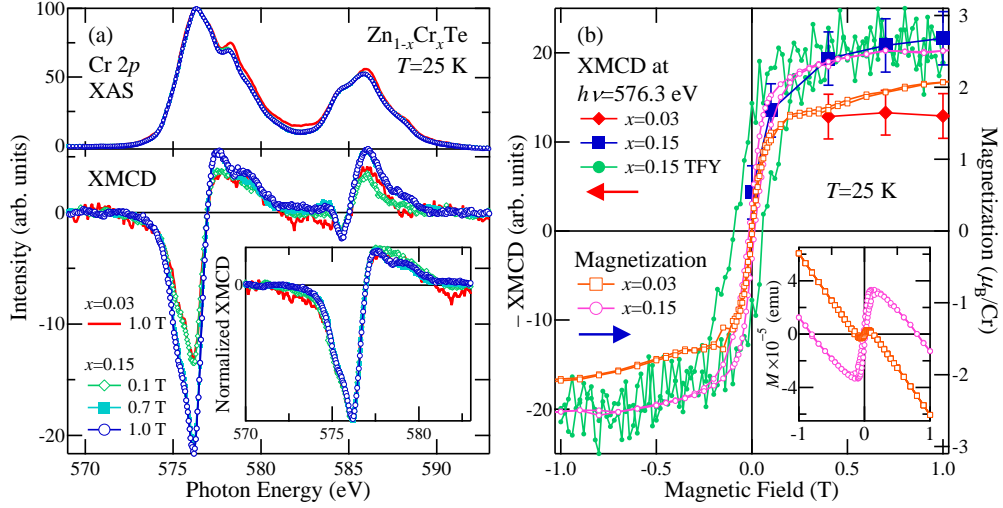 (a)
Cr 2p
XAS
Zn1-xCrxTe
T=25 K
100
50
0
XMCD
0
-10
-20
x=0.03
1.0 T
x=0.15
0.1 T
0.7 T
1.0 T
Normalized XMCD
0
570
575
580
570
575
580
585
590
Photon Energy (eV)
Intensity (arb. units)
(b)
XMCD at
hν=576.3 eV
x=0.03
x=0.15
x=0.15 TFY
T=25 K
Magnetization
x=0.03
x=0.15
− XMCD (arb. units)
20
10
0
-10
-20
Magnetization (μB/Cr)
3
2
1
0
-1
-2
-3
M ×10-5 (emu)
4
0
-4
-1
0
1
-1.0
-0.5
0.0
0.5
1.0
Magnetic Field (T)